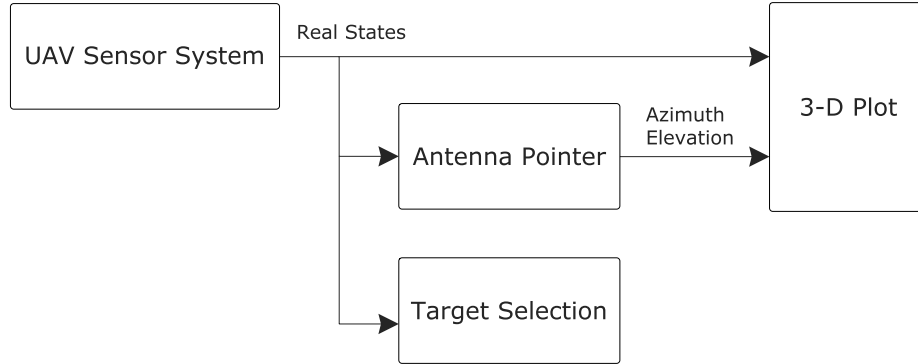 UAV Sensor System
Real States
3-D Plot
Azimuth
Elevation
Antenna Pointer
Target Selection